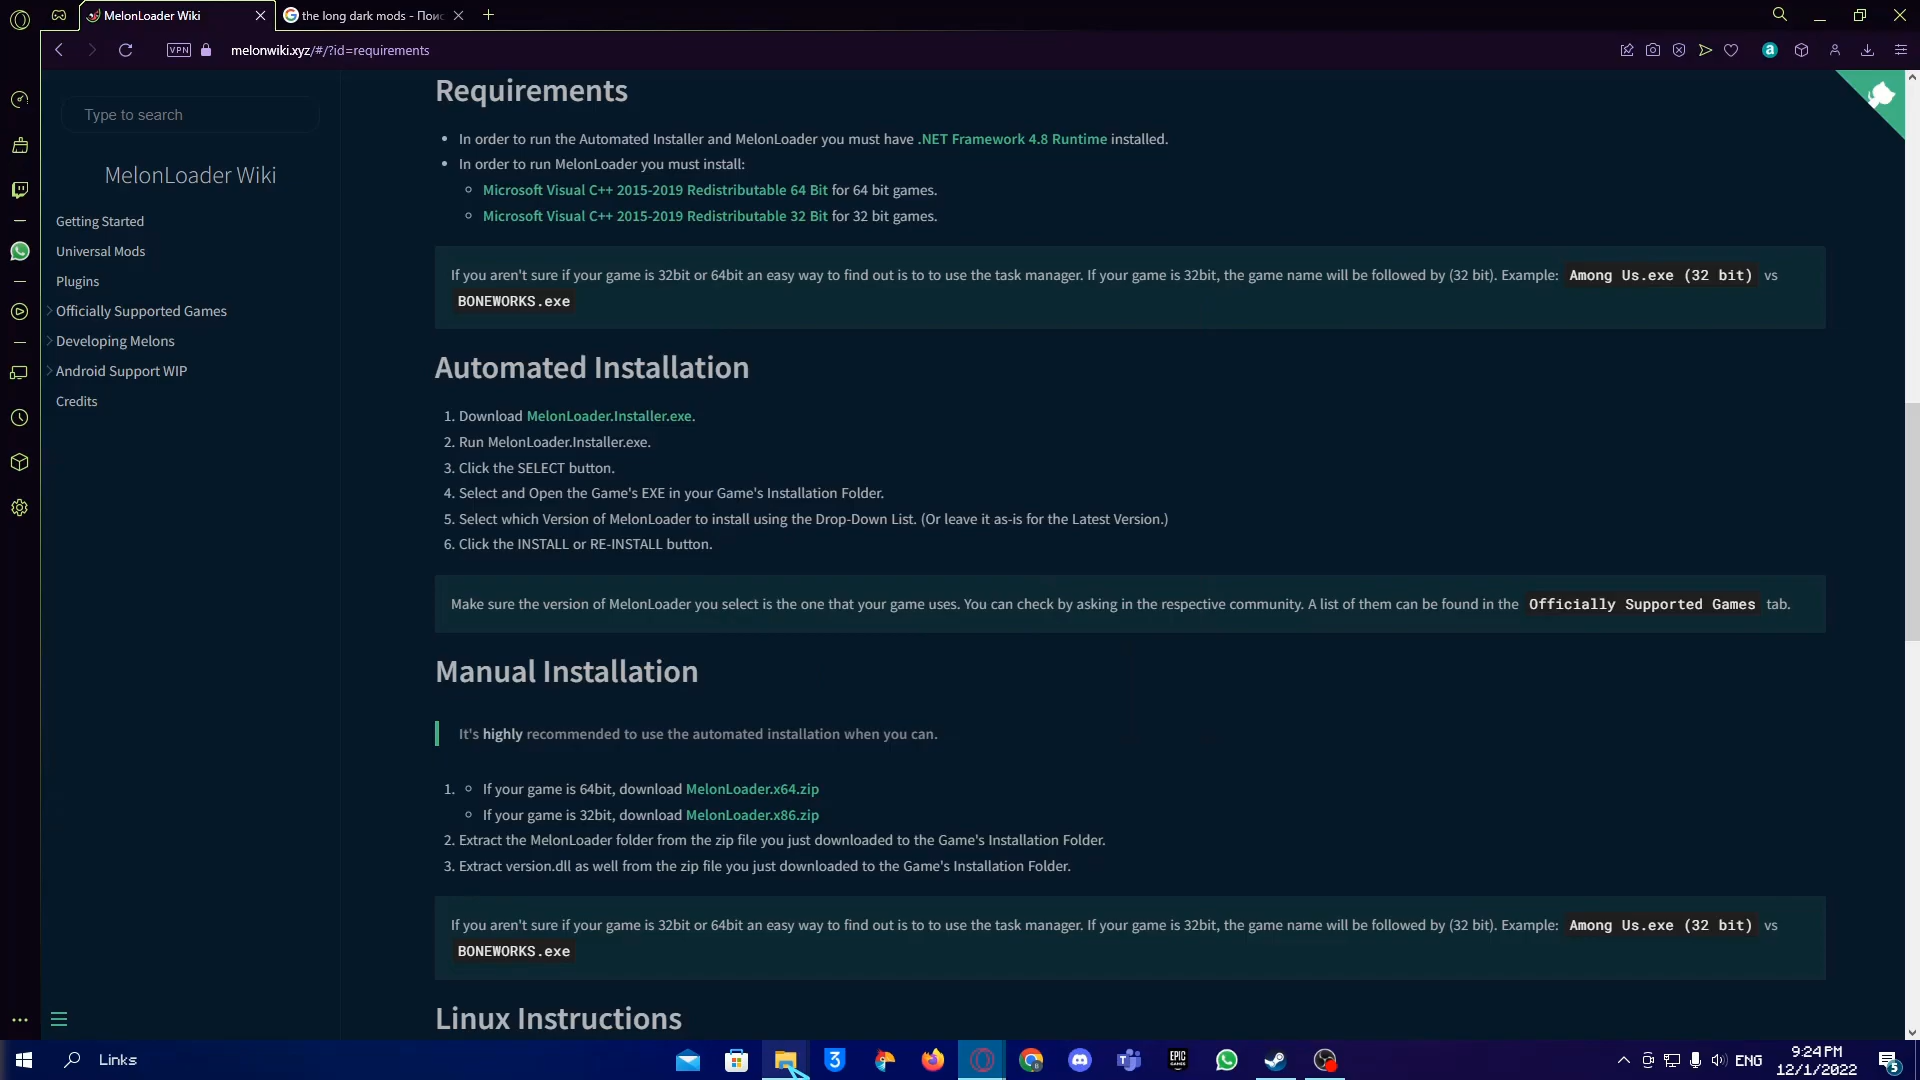 MelonLoader Wiki
the long dark mods - Поис
VPN
melonwiki.xyz/#/?id=requirements
Type to search
MelonLoader Wiki
Getting Started
Universal Mods
Plugins
Officially Supported Games
Developing Melons
Android Support WIP
Credits
Requirements
In order to run the Automated Installer and MelonLoader you must have .NET Framework 4.8 Runtime installed.
In order to run MelonLoader you must install:
Microsoft Visual C++ 2015-2019 Redistributable 64 Bit for 64 bit games.
Microsoft Visual C++ 2015-2019 Redistributable 32 Bit for 32 bit games.
If you aren't sure if your game is 32bit or 64bit an easy way to find out is to to use the task manager. If your game is 32bit, the game name will be followed by (32 bit). Example: Among Us.exe (32 bit) vs
BONEWORKS.exe
Automated Installation
1. Download MelonLoader.Installer.exe.
2. Run MelonLoader.Installer.exe.
3. Click the SELECT button.
4. Select and Open the Game's EXE in your Game's Installation Folder.
5. Select which Version of MelonLoader to install using the Drop-Down List. (Or leave it as-is for the Latest Version.)
6. Click the INSTALL or RE-INSTALL button.
Make sure the version of MelonLoader you select is the one that your game uses. You can check by asking in the respective community. A list of them can be found in the Officially Supported Games tab.
Manual Installation
It's highly recommended to use the automated installation when you can.
1. If your game is 64bit, download MelonLoader.x64.zip
If your game is 32bit, download MelonLoader.x86.zip
2. Extract the MelonLoader folder from the zip file you just downloaded to the Game's Installation Folder.
3. Extract version.dll as well from the zip file you just downloaded to the Game's Installation Folder.
If you aren't sure if your game is 32bit or 64bit an easy way to find out is to to use the task manager. If your game is 32bit, the game name will be followed by (32 bit). Example: Among Us.exe (32 bit) vs
BONEWORKS.exe
Linux Instructions
Links
3
EPIC
GAMES
ENG
9:24 PM
12/1/2022
5